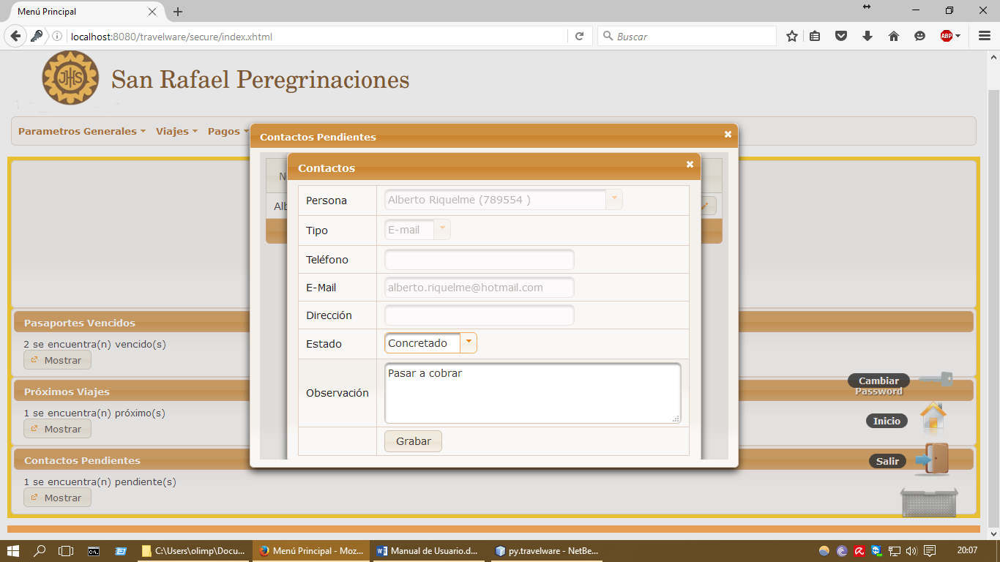 Menú Principal
localhost:8080/travelware/secure/index.xhtml
Buscar
ABP
JHS
San Rafael Peregrinaciones
Parametros Generales
Viajes
Pagos
Contactos Pendientes
Contactos
Persona
Alberto Riquelme (789554 )
Tipo
E-mail
Teléfono
E-Mail
alberto.riquelme@hotmail.com
Dirección
Estado
Concretado
Observación
Pasar a cobrar
Grabar
Pasaportes Vencidos
2 se encuentra(n) vencido(s)
Mostrar
Próximos Viajes
1 se encuentra(n) próximo(s)
Mostrar
Contactos Pendientes
1 se encuentra(n) pendiente(s)
Mostrar
Cambiar
Password
Inicio
Salir
C:\Users\olimp\Docu...
Menú Principal - Moz...
Manual de Usuario.d...
py.travelware - NetBe...
20:07